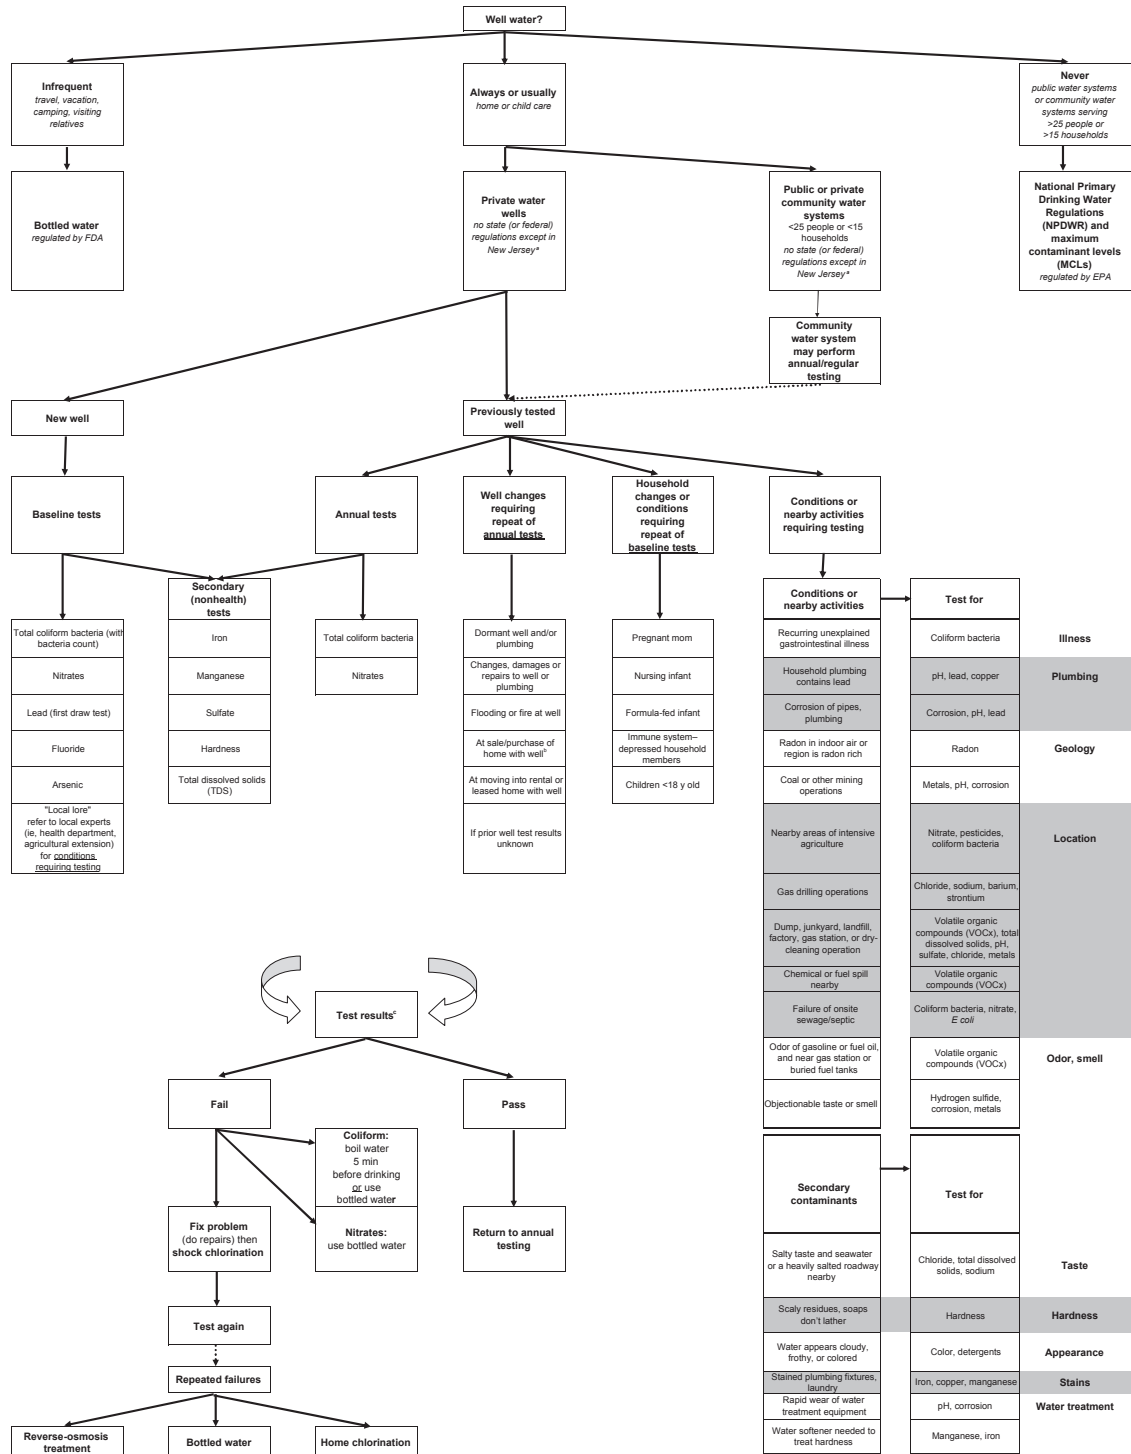 Well water?
Infrequent
travel, vacation,
camping, visiting
relatives
Always or usually
home or child care
Never
public water systems
or community water
systems serving
>25 people or
>15 households
Bottled water
regulated by FDA
Private water
wells
no state (or federal)
regulations except in
New Jerseyª
Public or private
community water
systems
<25 people or <15
households
no state (or federal)
regulations except in
New Jerseyª
National Primary
Drinking Water
Regulations
(NPDWR) and
maximum
contaminant levels
(MCLs)
regulated by EPA
Community
water system
may perform
annual/regular
testing
New well
Previously tested
well
Baseline tests
Annual tests
Well changes
requiring
repeat of
annual tests
Household
changes or
conditions
requiring
repeat of
baseline tests
Conditions or
nearby activities
requiring testing
Total coliform bacteria (with
bacteria count)
Nitrates
Lead (first draw test)
Fluoride
Arsenic
"Local lore"
refer to local experts
(ie, health department,
agricultural extension)
for conditions
requiring testing
Secondary
(nonhealth)
tests
Iron
Manganese
Sulfate
Hardness
Total dissolved solids
(TDS)
Total coliform bacteria
Nitrates
Dormant well and/or
plumbing
Changes, damages or
repairs to well or
plumbing
Flooding or fire at well
At sale/purchase of
home with wellᵇ
At moving into rental or
leased home with well
If prior well test results
unknown
Pregnant mom
Nursing infant
Formula-fed infant
Immune system–
depressed household
members
Children <18 y old
Conditions or
nearby activities
Test for
Recurring unexplained
gastrointestinal illness
Coliform bacteria
Illness
Household plumbing
contains lead
pH, lead, copper
Plumbing
Corrosion of pipes,
plumbing
Corrosion, pH, lead
Radon in indoor air or
region is radon rich
Radon
Geology
Coal or other mining
operations
Metals, pH, corrosion
Nearby areas of intensive
agriculture
Nitrate, pesticides,
coliform bacteria
Location
Gas drilling operations
Chloride, sodium, barium,
strontium
Dump, junkyard, landfill,
factory, gas station, or dry-
cleaning operation
Volatile organic
compounds (VOCx), total
dissolved solids, pH,
sulfate, chloride, metals
Chemical or fuel spill
nearby
Volatile organic
compounds (VOCx)
Failure of onsite
sewage/septic
Coliform bacteria, nitrate,
E coli
Odor of gasoline or fuel oil,
and near gas station or
buried fuel tanks
Volatile organic
compounds (VOCx)
Odor, smell
Objectionable taste or smell
Hydrogen sulfide,
corrosion, metals
Secondary
contaminants
Test for
Salty taste and seawater
or a heavily salted roadway
nearby
Chloride, total dissolved
solids, sodium
Taste
Scaly residues, soaps
don't lather
Hardness
Hardness
Water appears cloudy,
frothy, or colored
Color, detergents
Appearance
Stained plumbing fixtures,
laundry
Iron, copper, manganese
Stains
Rapid wear of water
treatment equipment
pH, corrosion
Water treatment
Water softener needed to
treat hardness
Manganese, iron
Test resultsᶜ
Fail
Pass
Coliform:
boil water
5 min
before drinking
or use
bottled water
Nitrates:
use bottled water
Fix problem
(do repairs) then
shock chlorination
Return to annual
testing
Test again
Repeated failures
Reverse-osmosis
treatment
Bottled water
Home chlorination